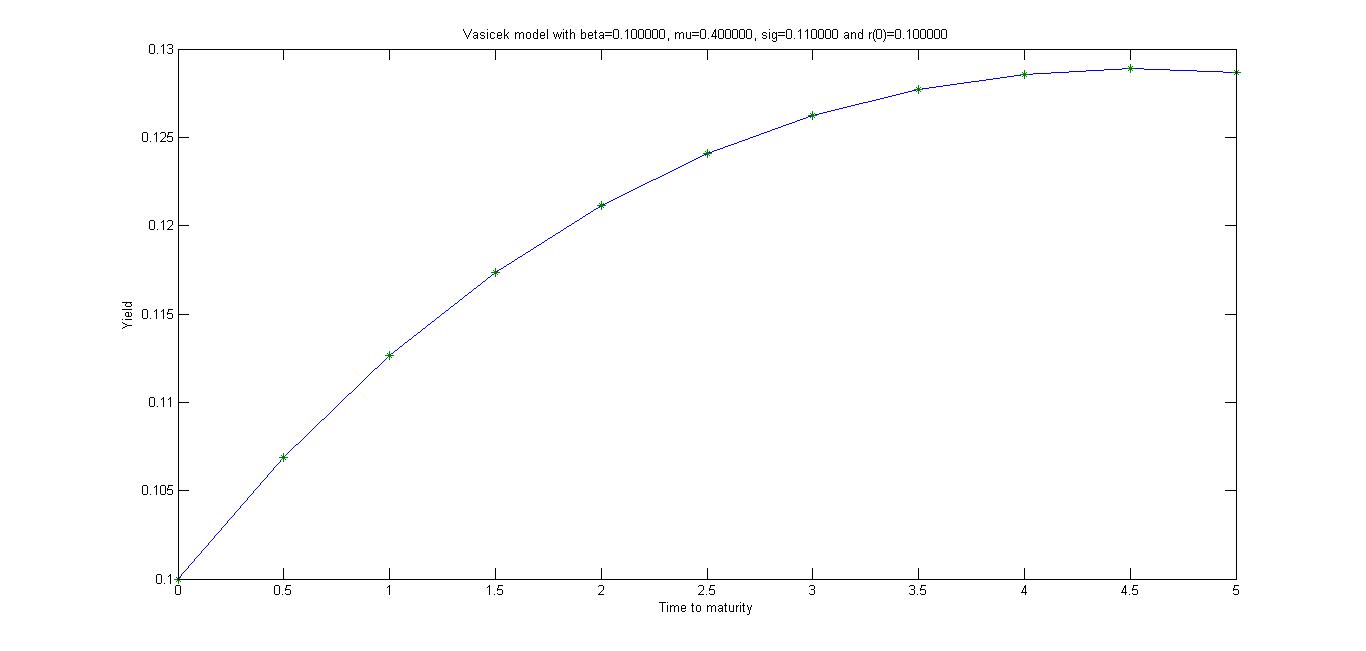 Vasicek model with beta=0.100000, mu=0.400000, sig=0.110000 and r(0)=0.100000
0.13
0.125
0.12
0.115
0.11
0.105
0.1
Yield
0 0.5 1 1.5 2 2.5 3 3.5 4 4.5 5
Time to maturity